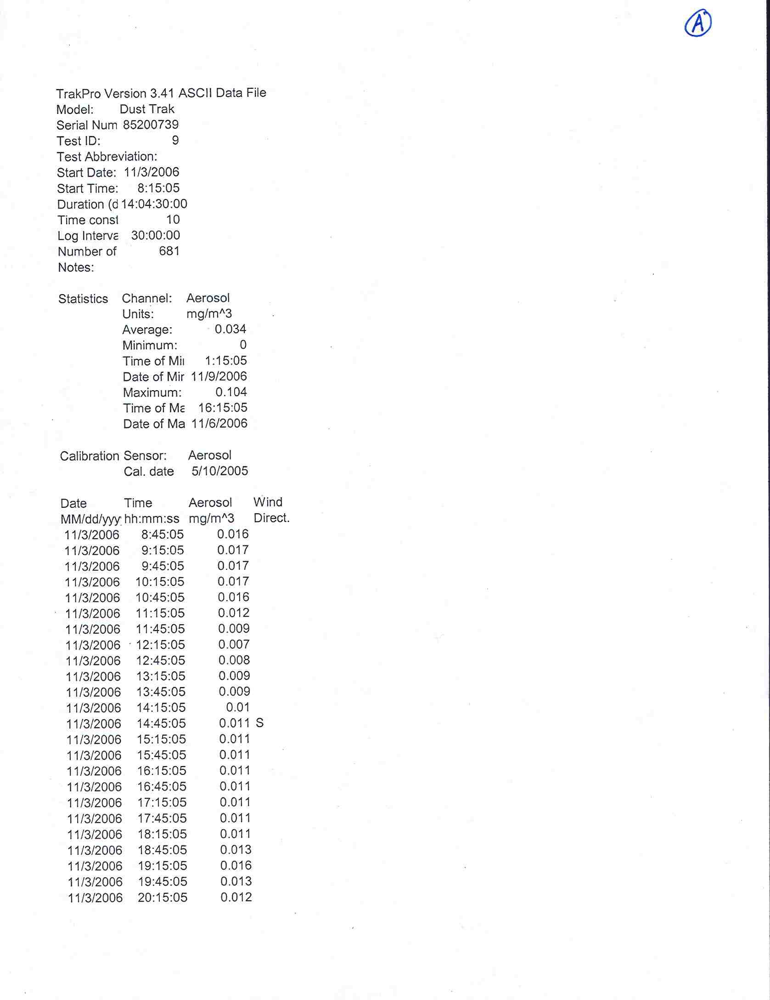 A
TrakPro Version 3.41 ASCII Data File
Model: Dust Trak
Serial Num 85200739
Test ID: 9
Test Abbreviation:
Start Date: 11/3/2006
Start Time: 8:15:05
Duration (d 14:04:30:00
Time const 10
Log Interva 30:00:00
Number of 681
Notes:
Statistics Channel: Aerosol
Units: mg/m^3
Average: 0.034
Minimum: 0
Time of Mi 1:15:05
Date of Mir 11/9/2006
Maximum: 0.104
Time of Ma 16:15:05
Date of Ma 11/6/2006
Calibration Sensor: Aerosol
Cal. date 5/10/2005
Date Time Aerosol Wind
MM/dd/yyy hh:mm:ss mg/m^3 Direct.
11/3/2006 8:45:05 0.016
11/3/2006 9:15:05 0.017
11/3/2006 9:45:05 0.017
11/3/2006 10:15:05 0.017
11/3/2006 10:45:05 0.016
11/3/2006 11:15:05 0.012
11/3/2006 11:45:05 0.009
11/3/2006 12:15:05 0.007
11/3/2006 12:45:05 0.008
11/3/2006 13:15:05 0.009
11/3/2006 13:45:05 0.009
11/3/2006 14:15:05 0.01
11/3/2006 14:45:05 0.011 S
11/3/2006 15:15:05 0.011
11/3/2006 15:45:05 0.011
11/3/2006 16:15:05 0.011
11/3/2006 16:45:05 0.011
11/3/2006 17:15:05 0.011
11/3/2006 17:45:05 0.011
11/3/2006 18:15:05 0.011
11/3/2006 18:45:05 0.013
11/3/2006 19:15:05 0.016
11/3/2006 19:45:05 0.013
11/3/2006 20:15:05 0.012